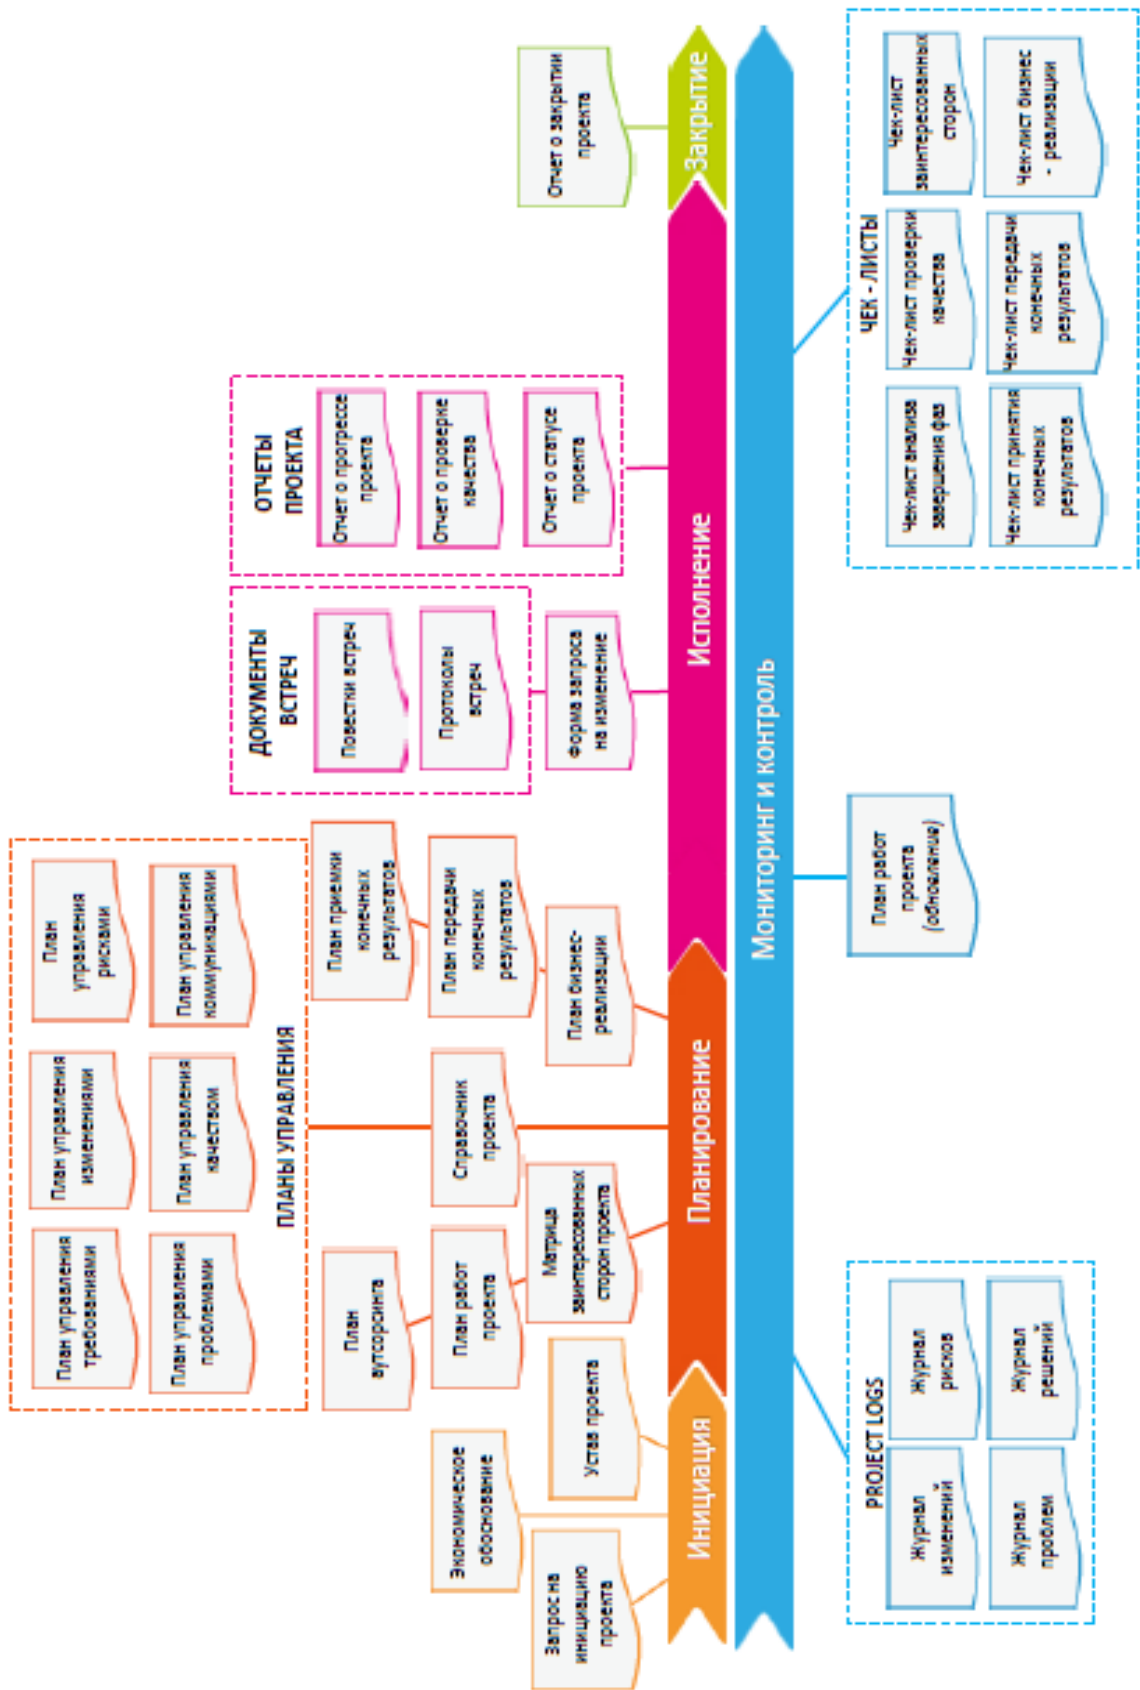 План управления
требованиями
План управления
изменениями
План
управления
рисками
План управления
проблемами
План управления
качеством
План управления
коммуникациями
ПЛАНЫ УПРАВЛЕНИЯ
ДОКУМЕНТЫ
ВСТРЕЧ
Повестки встреч
Протоколы
встреч
ОТЧЕТЫ
ПРОЕКТА
Отчет о прогрессе
проекта
Отчет о проверке
качества
Отчет о статусе
проекта
План
аутсорсинга
План работ
проекта
Матрица
заинтересованных
сторон проекта
Справочник
проекта
План приемки
конечных
результатов
План передачи
конечных
результатов
План бизнес-
реализации
Форма запроса
на изменение
Отчет о закрытии
проекта
Экономическое
обоснование
Запрос на
инициацию
проекта
Устав проекта
Инициация
Планирование
Исполнение
Закрытие
Мониторинг и контроль
PROJECT LOGS
Журнал
изменений
Журнал
рисков
Журнал
проблем
Журнал
решений
План работ
проекта
(обновление)
ЧЕК - ЛИСТЫ
Чек-лист анализа
завершения фаз
Чек-лист проверки
качества
Чек-лист
заинтересованных
сторон
Чек-лист принятия
конечных
результатов
Чек-лист передачи
конечных
результатов
Чек-лист бизнес
- реализации